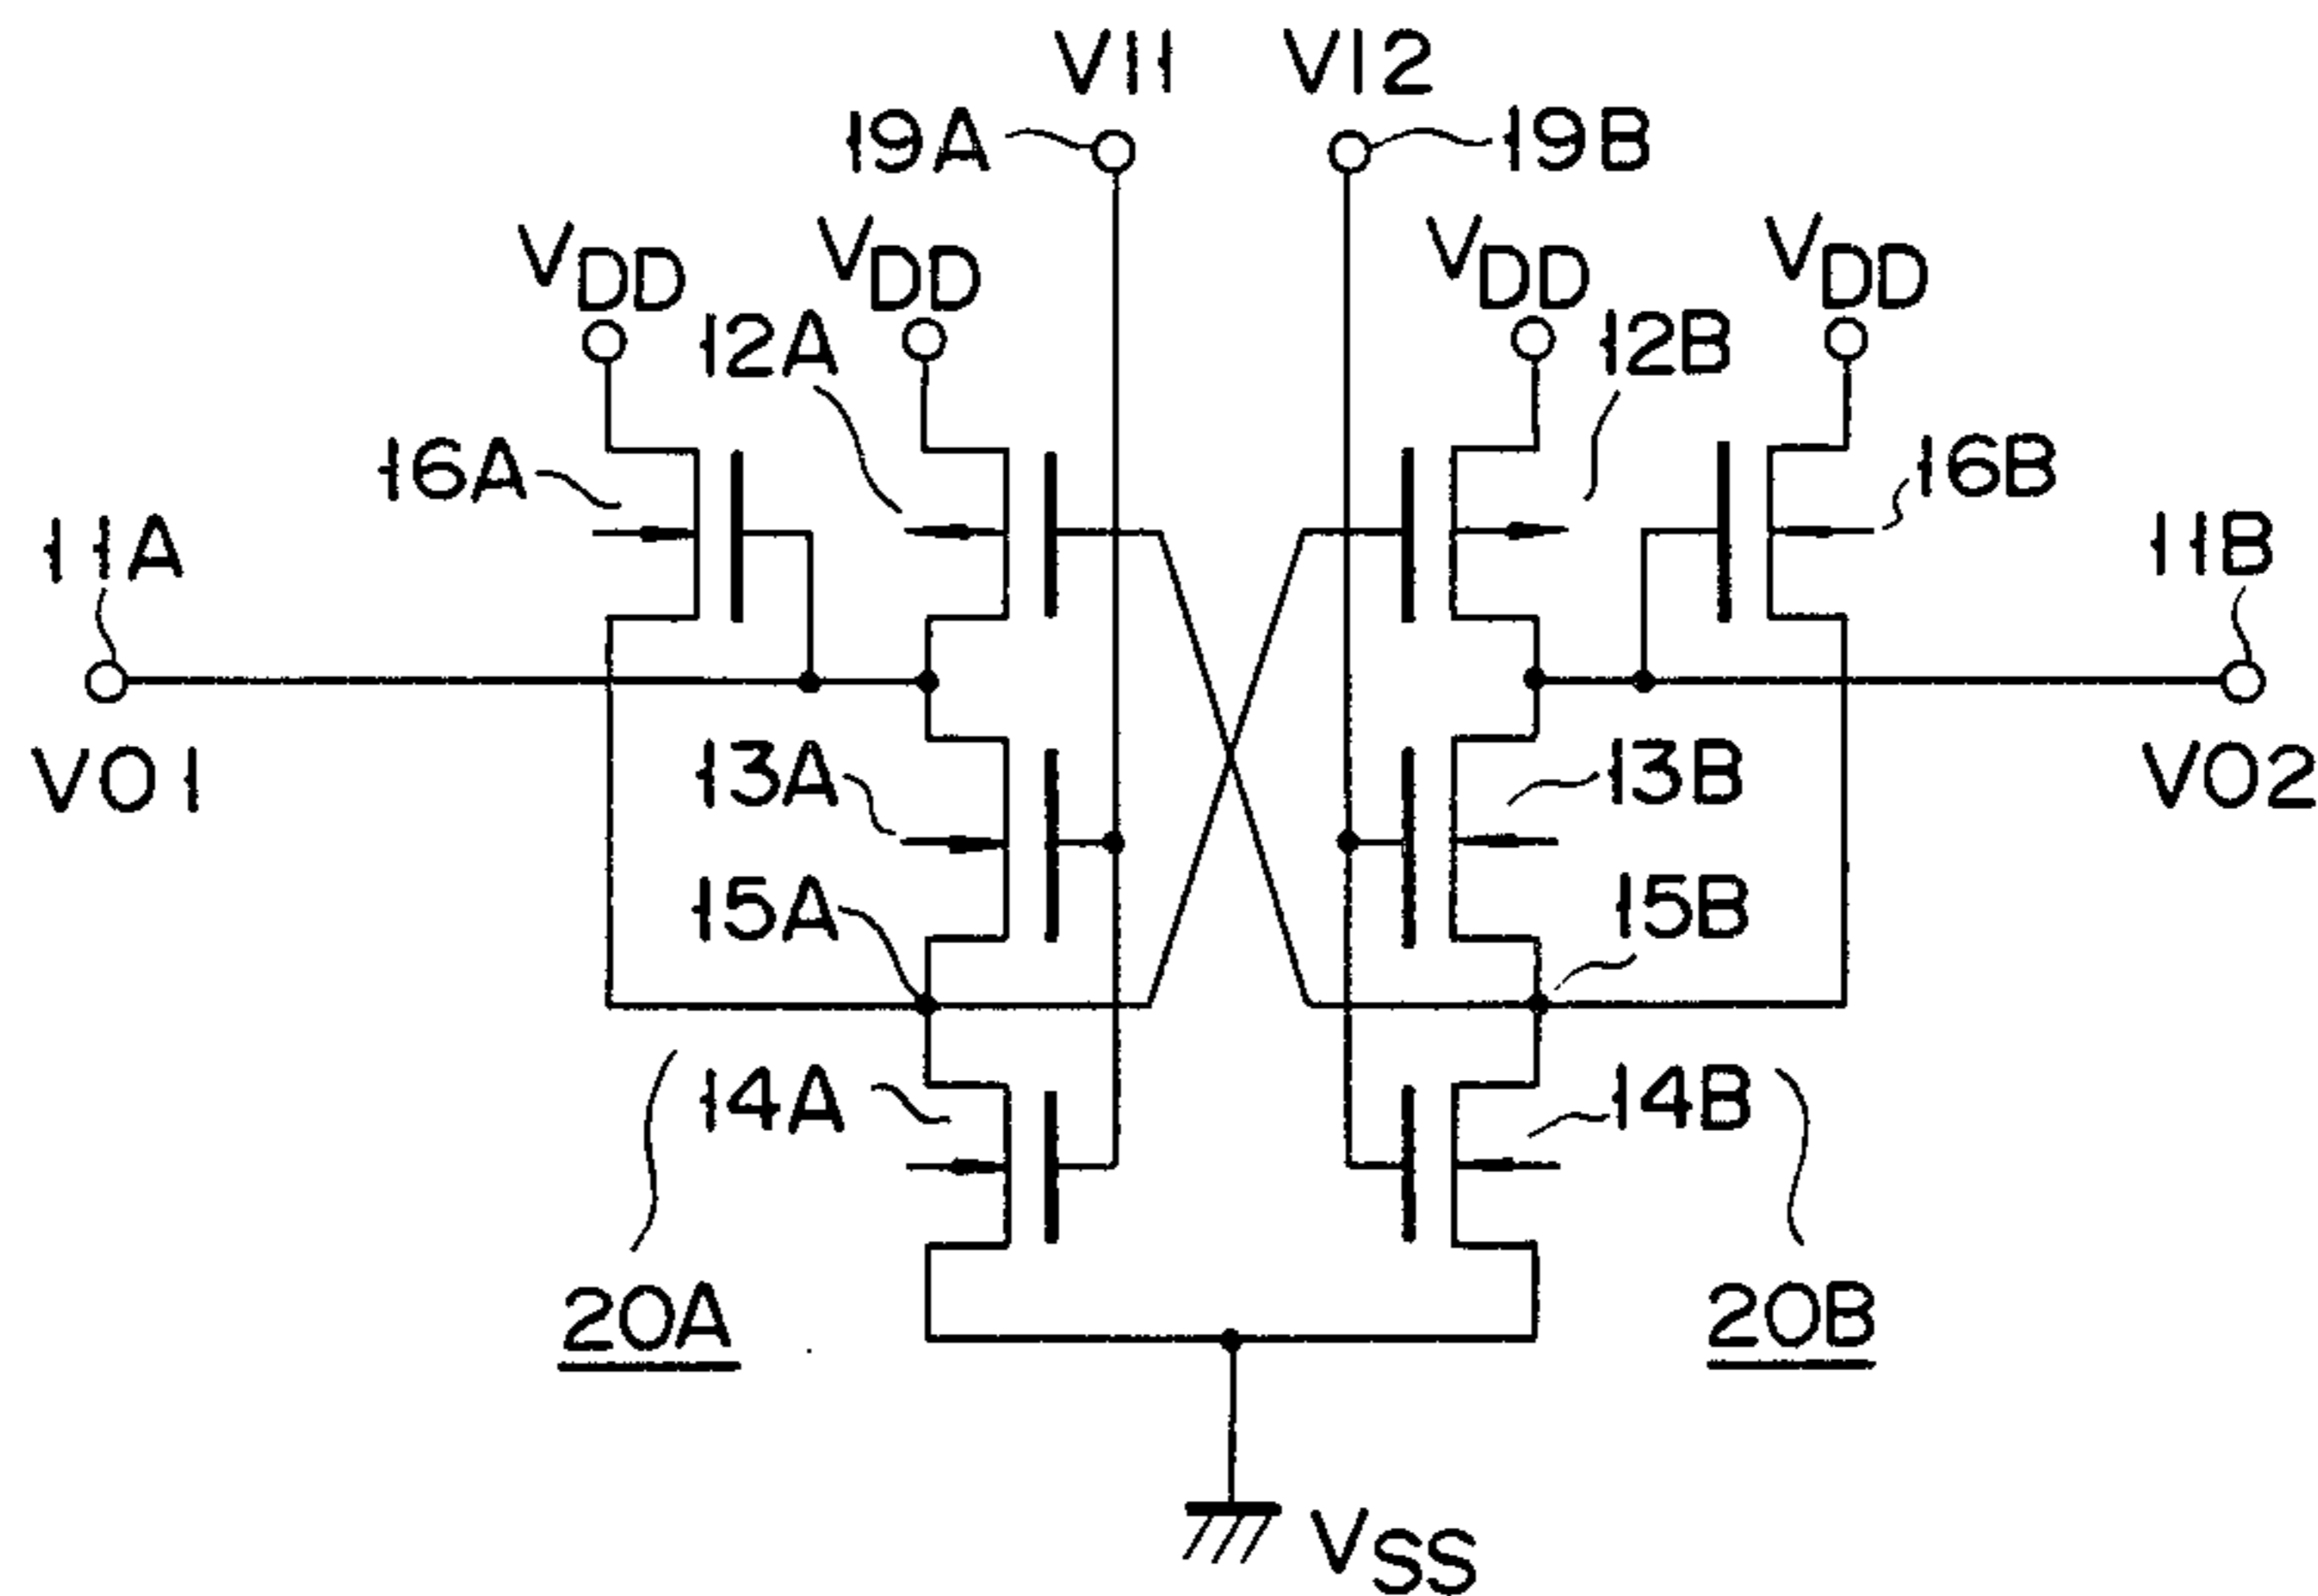 VI1 VI2
19A 19B
VDD VDD VDD VDD
12A 12B
16A 16B
11A 11B
VO1 13A 13B VO2
15A 15B
14A 14B
20A 20B
VSS